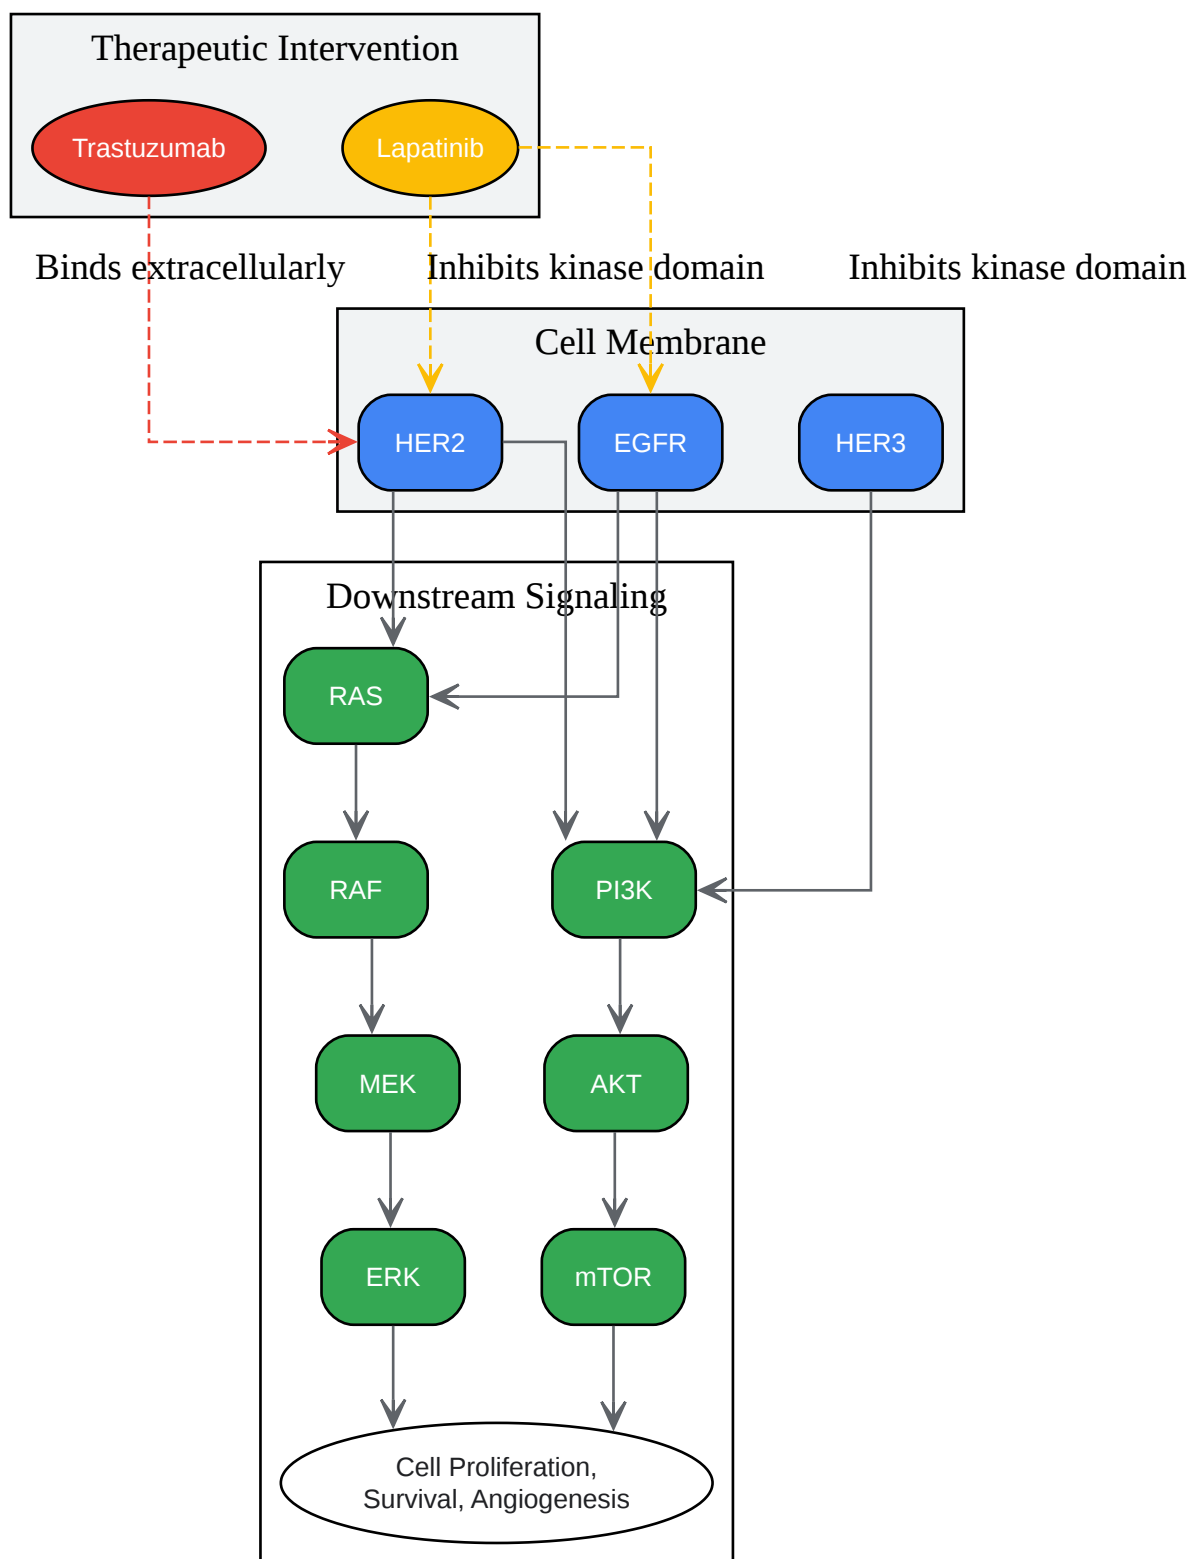 Therapeutic Intervention
Trastuzumab
Lapatinib
Binds extracellularly
Inhibits kinase domain
Inhibits kinase domain
Cell Membrane
HER2
EGFR
HER3
Downstream Signaling
RAS
RAF
PI3K
MEK
AKT
ERK
mTOR
Cell Proliferation,
Survival, Angiogenesis